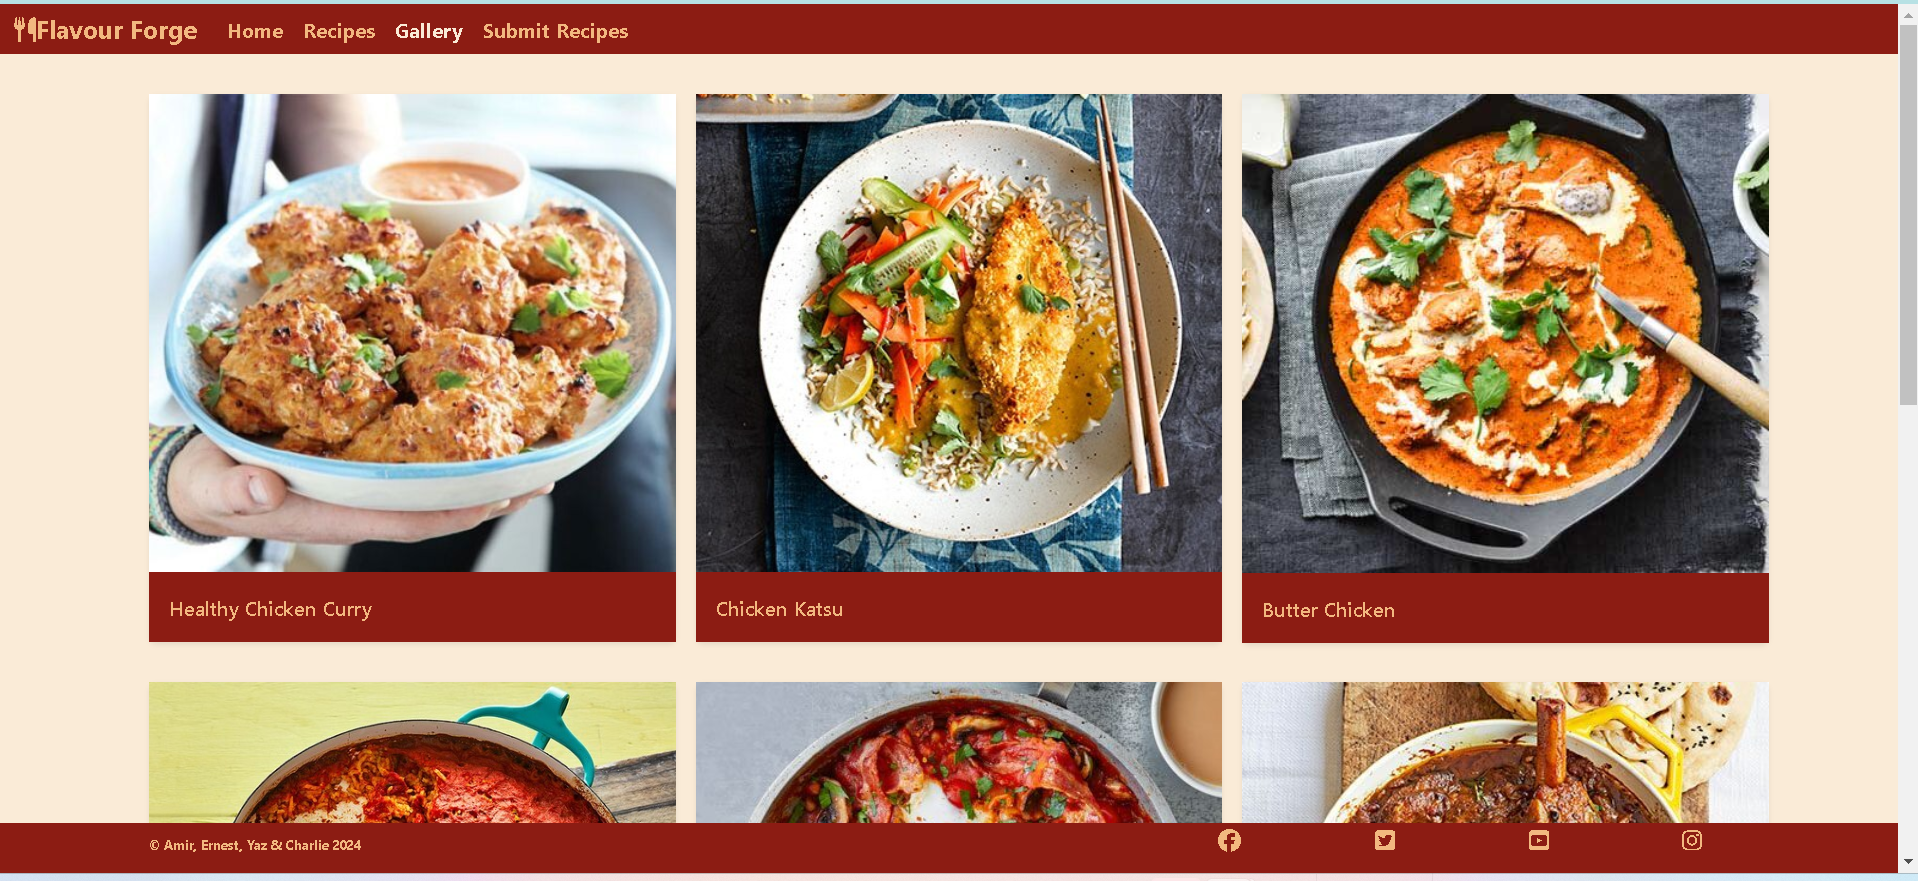 Flavour Forge Home Recipes Gallery Submit Recipes
Healthy Chicken Curry
Chicken Katsu
Butter Chicken
© Amir, Ernest, Yaz & Charlie 2024